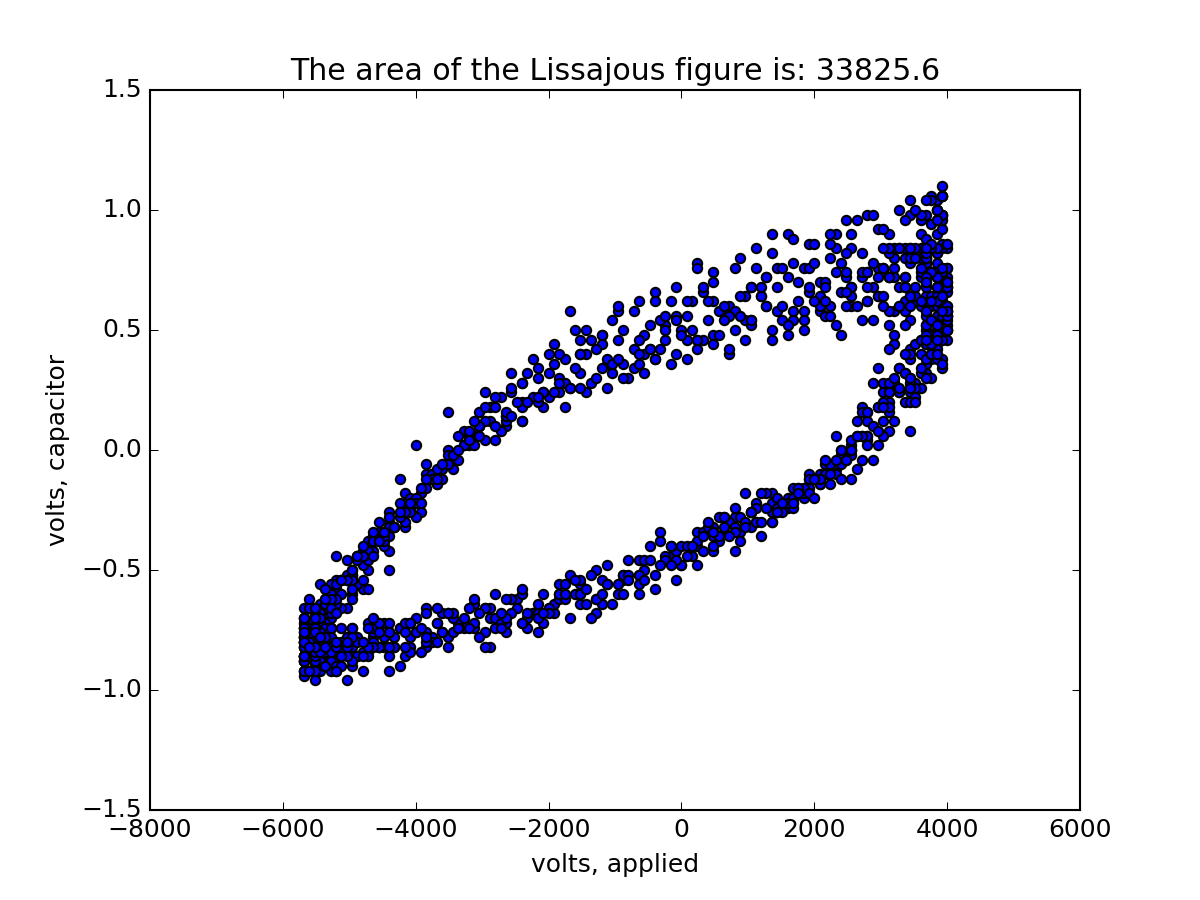 The area of the Lissajous figure is: 33825.6
1.5
1.0
0.5
0.0
−0.5
−1.0
−1.5
volts, capacitor
−8000 −6000 −4000 −2000 0 2000 4000 6000
volts, applied